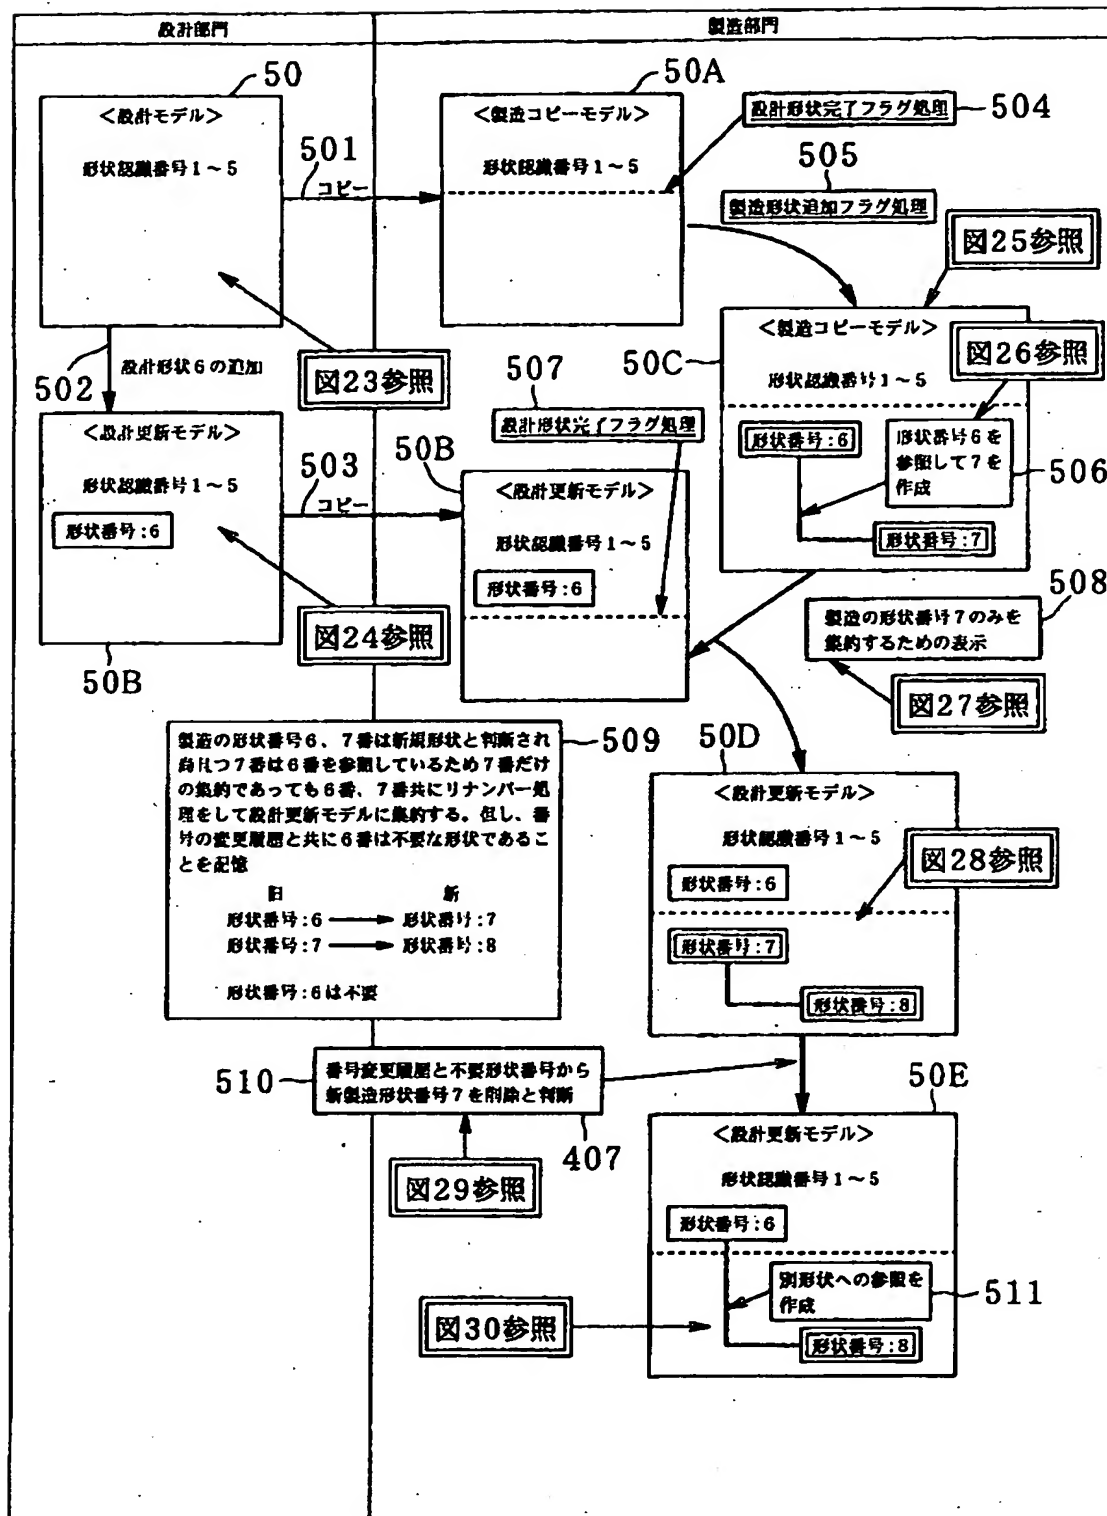 設計部門
製造部門
50
<設計モデル>
形状認識番号1~5
501
コピー
50A
<製造コピーモデル>
形状認識番号1~5
設計形状完了フラグ処理
504
505
製造形状追加フラグ処理
図25参照
502
設計形状6の追加
図23参照
507
設計形状完了フラグ処理
50C
<製造コピーモデル>
形状認識番号1~5
図26参照
形状番号:6
形状番号6を
参照して7を
作成
506
形状番号:7
<設計更新モデル>
形状認識番号1~5
形状番号:6
503
コピー
50B
<設計更新モデル>
形状認識番号1~5
形状番号:6
図24参照
50B
508
製造の形状番号7のみを
集約するための表示
図27参照
製造の形状番号6、7番は新規形状と判断され
且つ7番は6番を参照しているため7番だけ
の集約であっても6番、7番共にリナンバー処
理をして設計更新モデルに集約する。但し、番
号の変更履歴と共に6番は不要な形状であるこ
とを記憶
509
旧 新
形状番号:6 形状番号:7
形状番号:7 形状番号:8
形状番号:6は不要
50D
<設計更新モデル>
形状認識番号1~5
図28参照
形状番号:6
形状番号:7
形状番号:8
510
番号変更履歴と不要形状番号から
新製造形状番号7を削除と判断
407
図29参照
50E
<設計更新モデル>
形状認識番号1~5
形状番号:6
別形状への参照を
作成
511
図30参照
形状番号:8